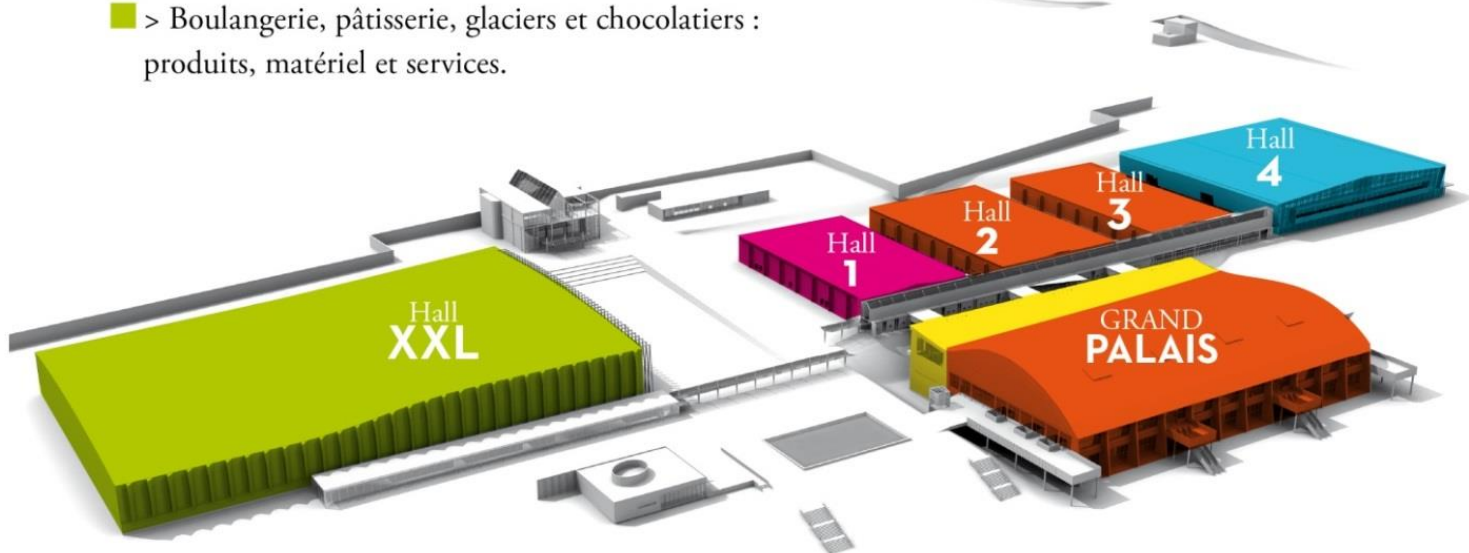 > Boulangerie, pâtisserie, glaciers et chocolatiers :
produits, matériel et services.
Hall
4
Hall
3
Hall
2
Hall
1
Hall
XXL
GRAND
PALAIS